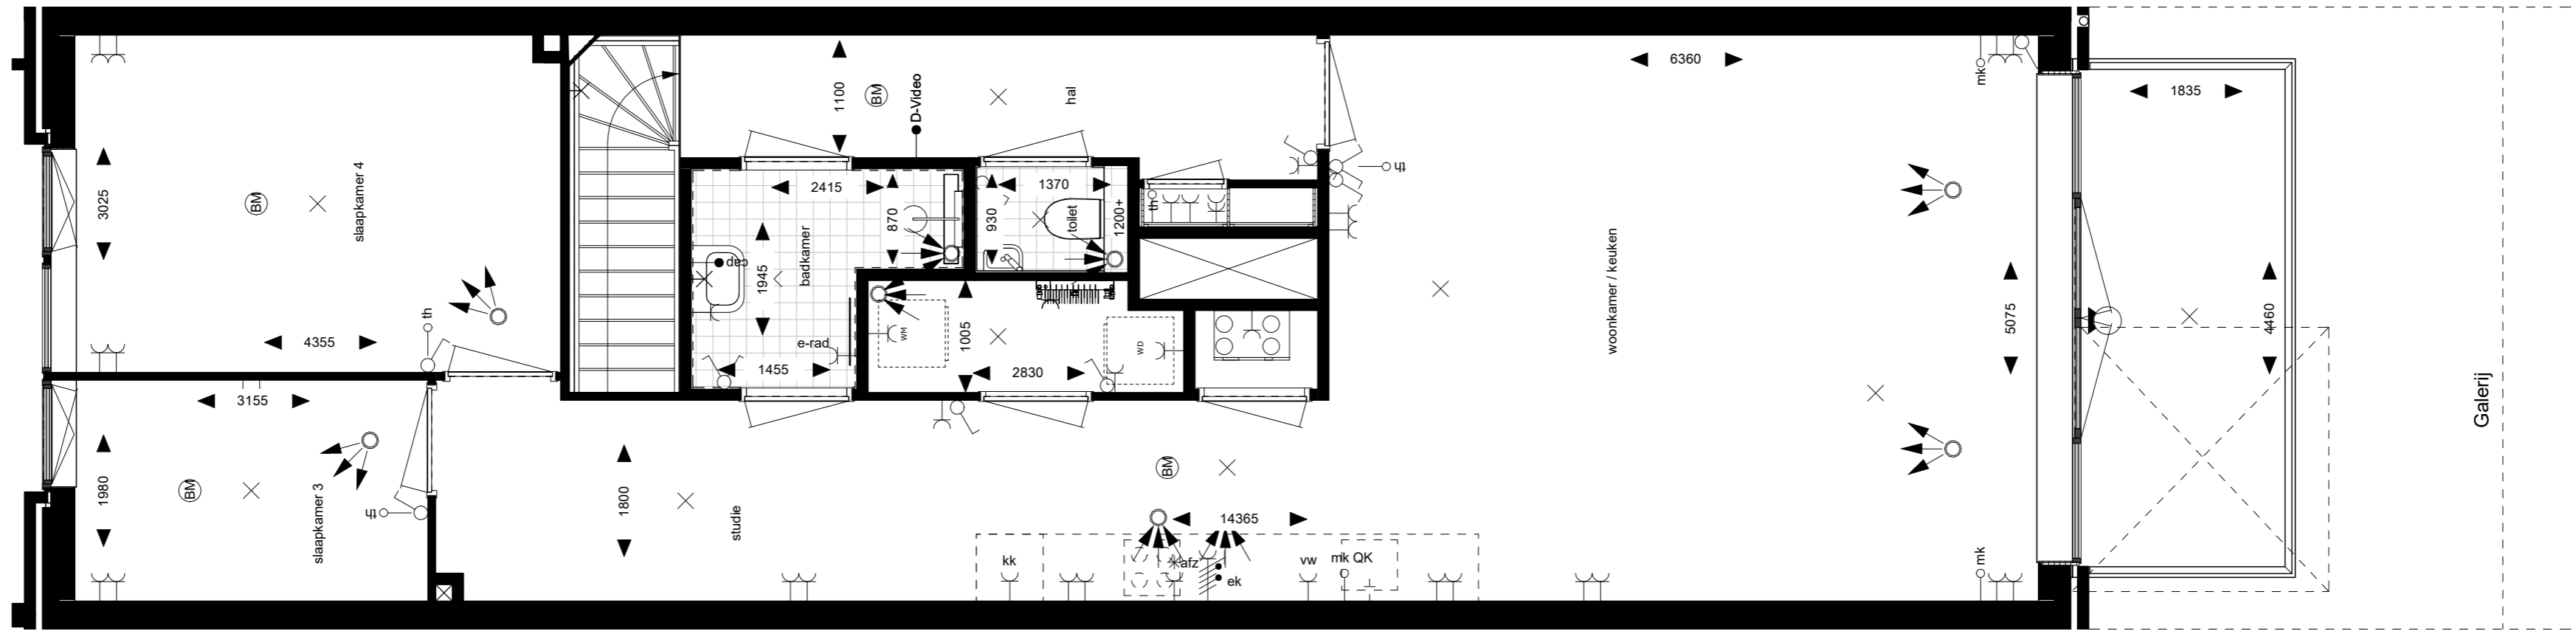 BM
D-Video
1100
hal
6360
mk
1835
3025
BM
slaapkamer 4
4355
th
2415
870
1945
badkamer
cap
e-rad
1455
1370
930
toilet
1200+
th
th
WM
1005
2830
WD
woonkamer / keuken
5075
4460
Galerij
3155
1980
BM
slaapkamer 3
th
1800
studie
BM
14365
kk
afz
ek
vw
mk QK
mk